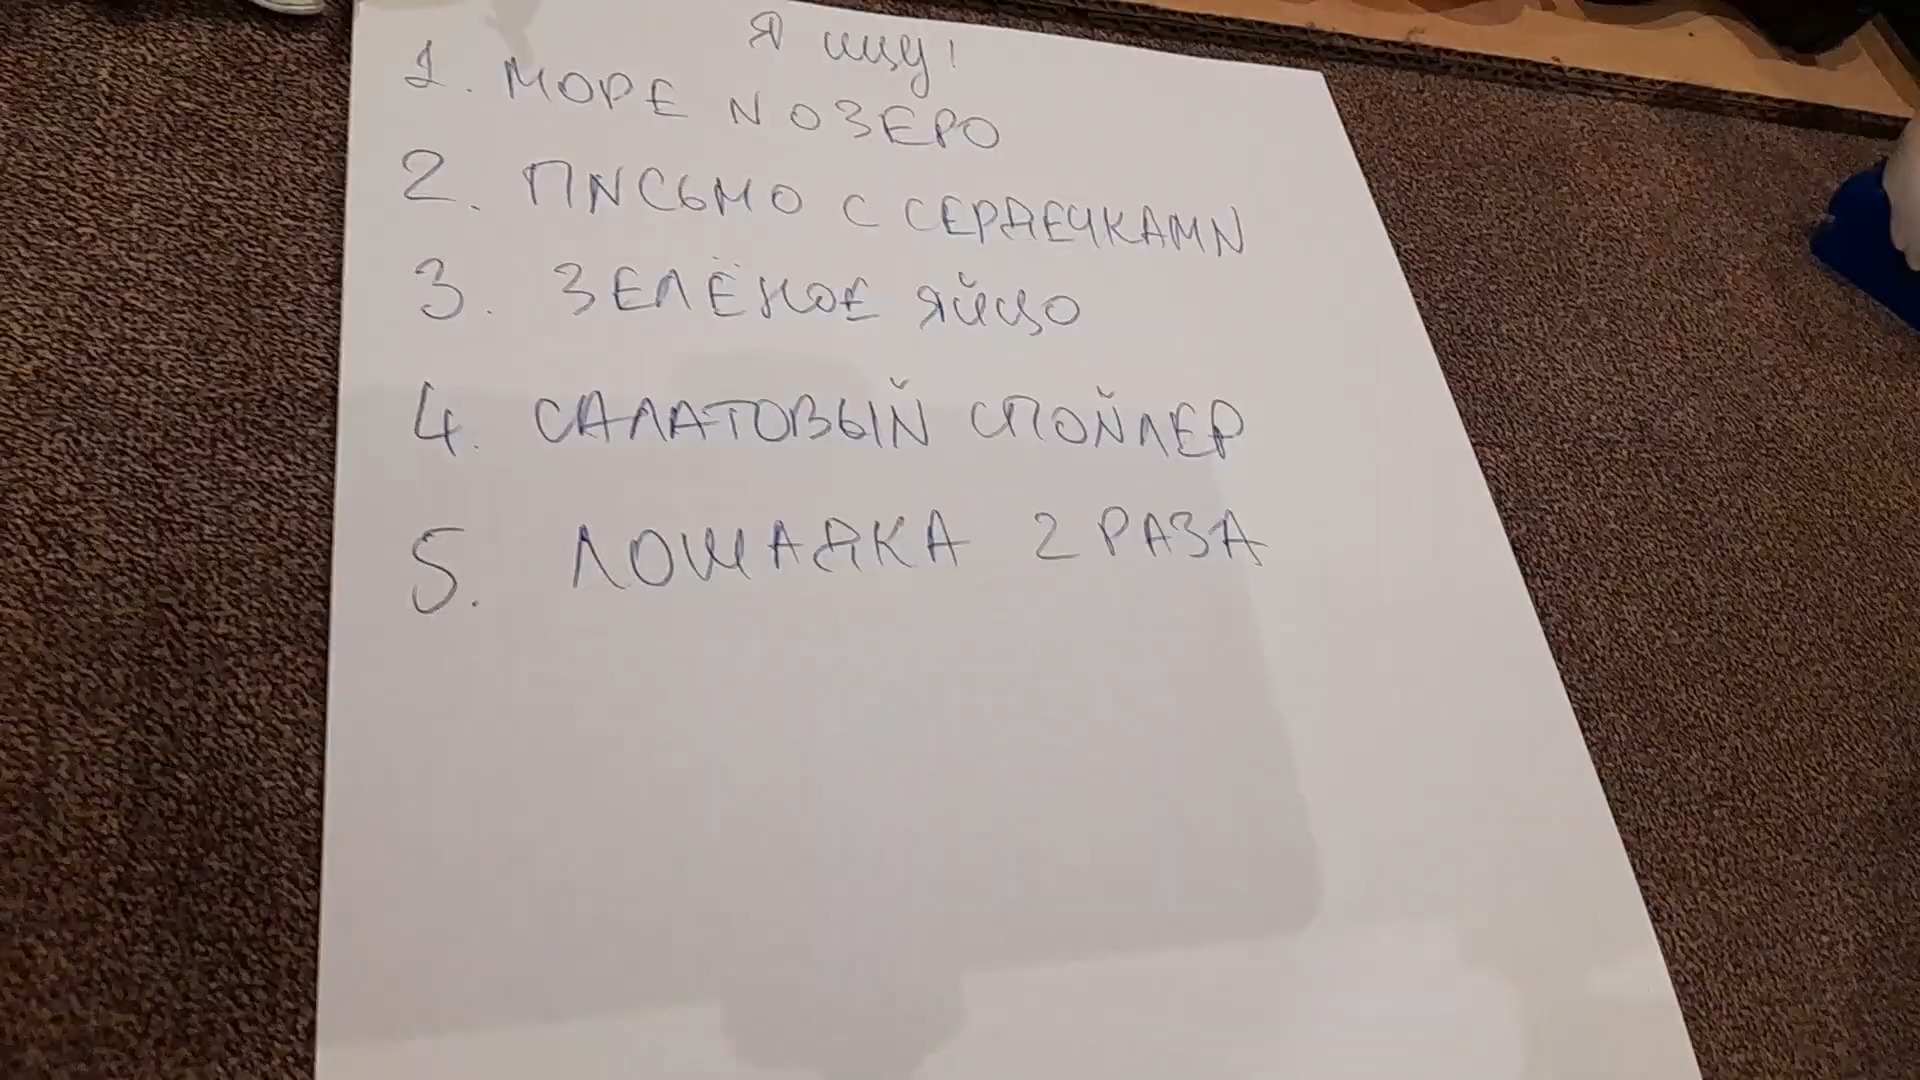 Я ищу!
1. МОРЕ И ОЗЕРО
2. ПИСЬМО С СЕРДЕЧКАМИ
3. ЗЕЛЁНОЕ ЯЙЦО
4. САЛАТОВЫЙ СПОЙЛЕР
5. ЛОШАДКА 2 РАЗА